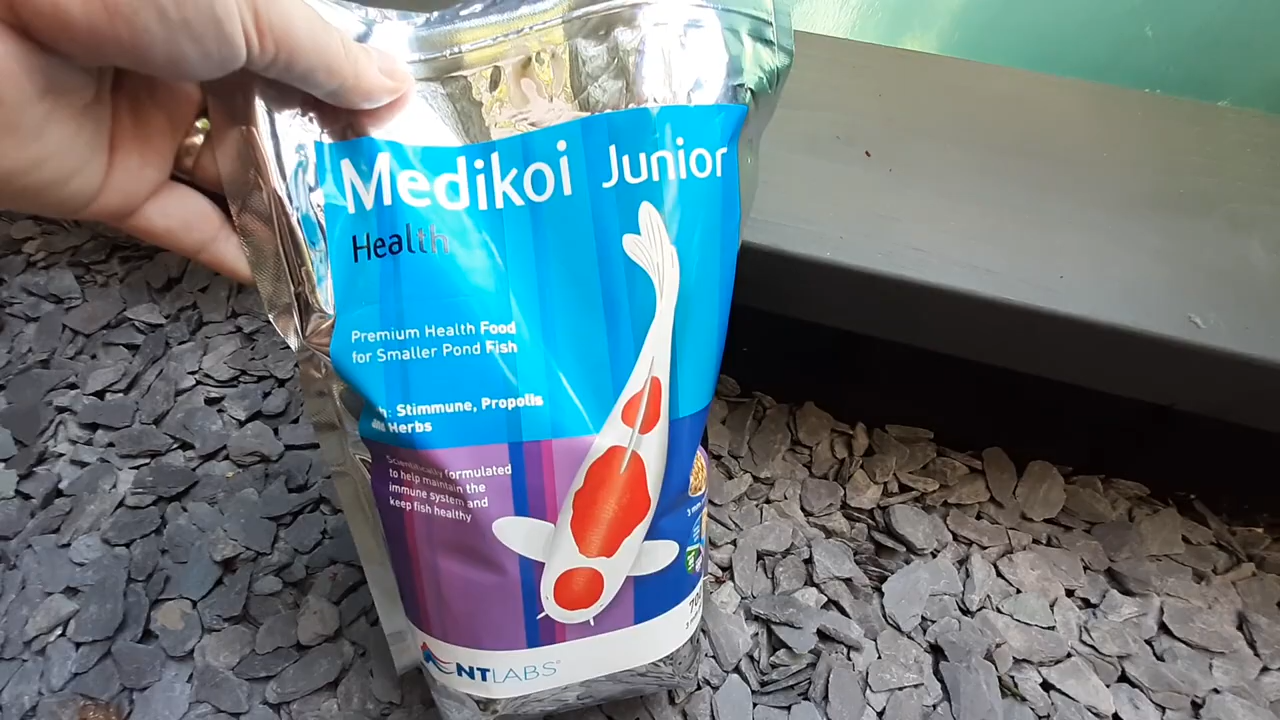 Medikoi Junior
Health
Premium Health Food
for Smaller Pond Fish
Stimmune, Propolis
Herbs
Scientifically formulated
to help maintain the
immune system and
keep fish healthy
NTLABS